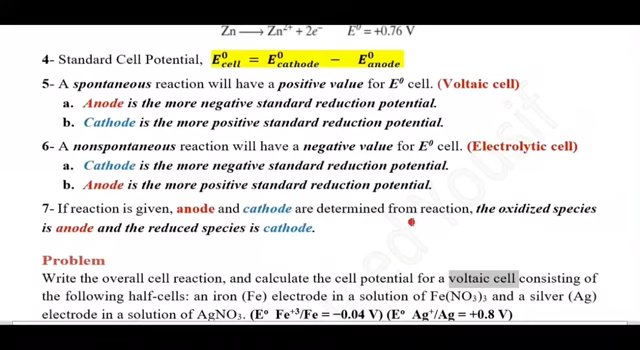 Zn ⟶ Zn²⁺ + 2e⁻ E⁰ = +0.76 V
4- Standard Cell Potential, E⁰cell = E⁰cathode − E⁰anode
5- A spontaneous reaction will have a positive value for E⁰ cell. (Voltaic cell)
a. Anode is the more negative standard reduction potential.
b. Cathode is the more positive standard reduction potential.
6- A nonspontaneous reaction will have a negative value for E⁰ cell. (Electrolytic cell)
a. Cathode is the more negative standard reduction potential.
b. Anode is the more positive standard reduction potential.
7- If reaction is given, anode and cathode are determined from reaction, the oxidized species
is anode and the reduced species is cathode.
Problem
Write the overall cell reaction, and calculate the cell potential for a voltaic cell consisting of
the following half-cells: an iron (Fe) electrode in a solution of Fe(NO₃)₃ and a silver (Ag)
electrode in a solution of AgNO₃. (Eº Fe⁺³/Fe = −0.04 V) (Eº Ag⁺/Ag = +0.8 V)